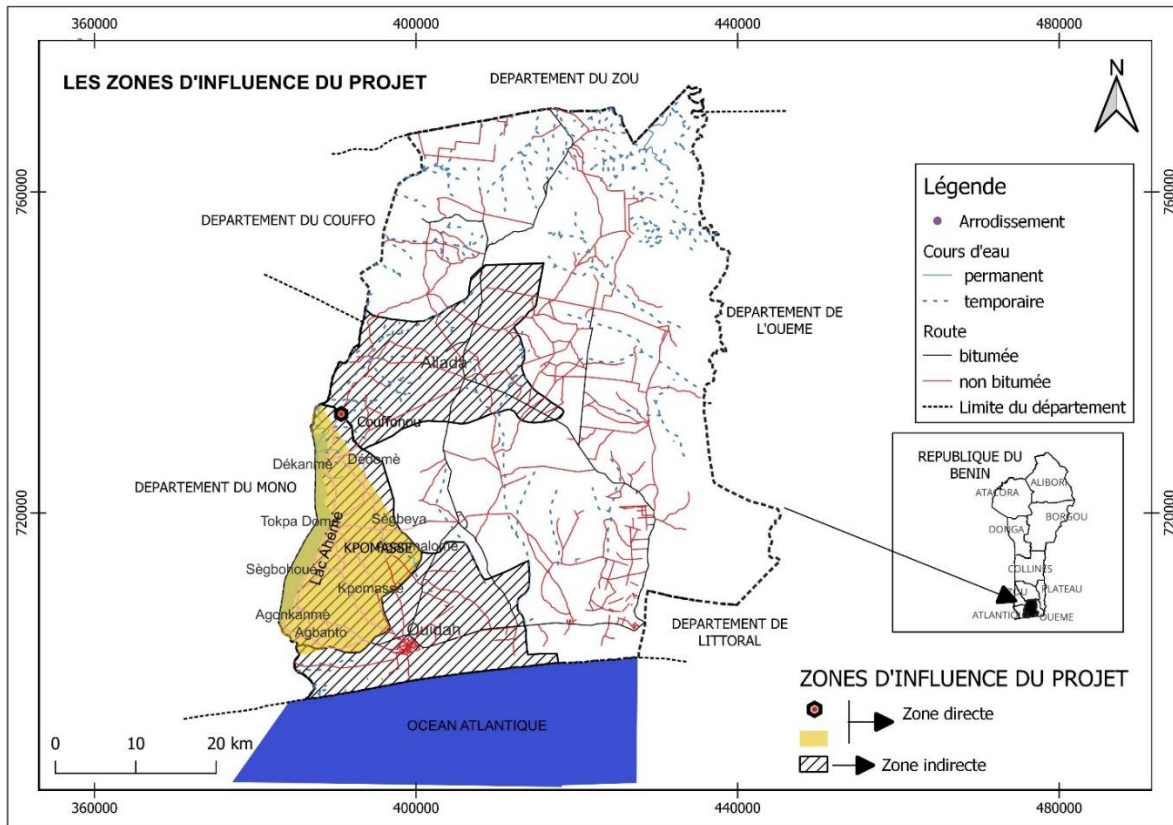 360000 400000 440000 480000
LES ZONES D'INFLUENCE DU PROJET
DEPARTEMENT DU ZOU
N
760000
760000
DEPARTEMENT DU COUFFO
Légende
Arrodissement
Cours d'eau
permanent
temporaire
Route
bitumée
non bitumée
Limite du département
DEPARTEMENT DE
L'OUEME
Allada
Couffonou
Dékanmè
Dédomè
DEPARTEMENT DU MONO
720000
720000
Tokpa Domè
Sègbeya
Lac Ahémé
KPOMASSE
Sègbohouè
Kpomassè
Agonkanmè
Agbanto
Ouidah
DEPARTEMENT DE
LITTORAL
REPUBLIQUE DU
BENIN
ALIBORI
ATACORA
BORGOU
DONGA
COLLINES
ZOU
PLATEAU
ATLANTIQUE
OUEME
ZONES D'INFLUENCE DU PROJET
Zone directe
Zone indirecte
OCEAN ATLANTIQUE
0 10 20 km
360000 400000 440000 480000